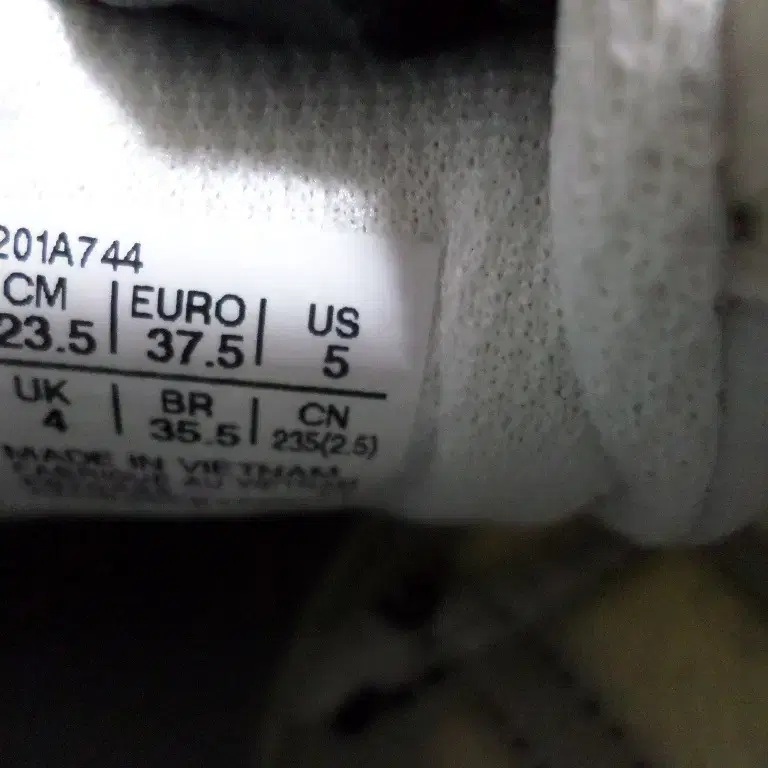 201A744
CM | EURO | US
23.5 | 37.5 | 5
UK | BR | CN
4 | 35.5 | 235(2.5)
MADE IN VIETNAM